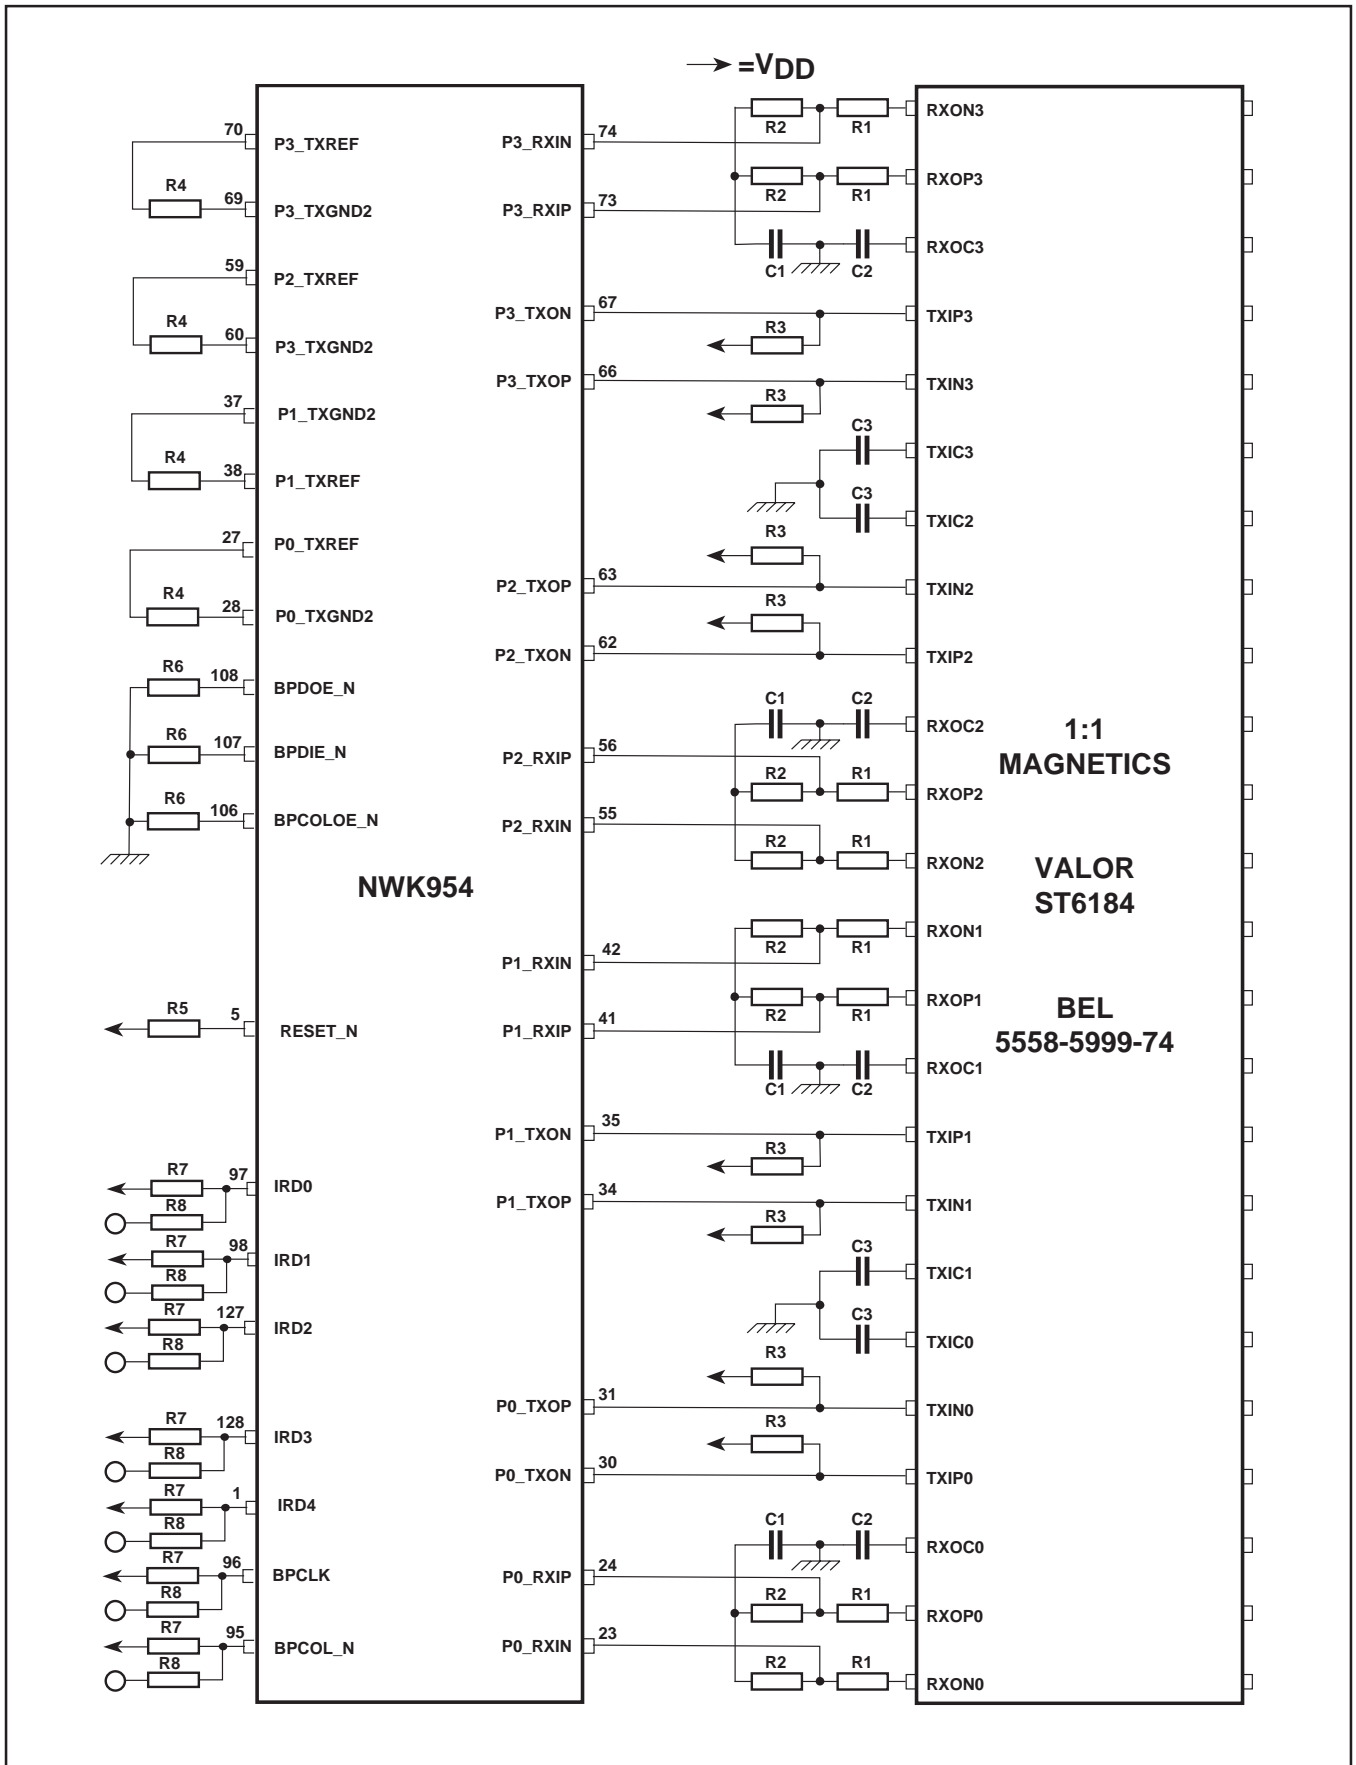 =VDD
70
P3_TXREF
R4
69
P3_TXGND2
59
P2_TXREF
R4
60
P3_TXGND2
37
P1_TXGND2
R4
38
P1_TXREF
27
P0_TXREF
R4
28
P0_TXGND2
R6
108
BPDOE_N
R6
107
BPDIE_N
R6
106
BPCOLOE_N
NWK954
R5
5
RESET_N
R7
97
IRD0
R8
R7
98
IRD1
R8
R7
127
IRD2
R8
R7
128
IRD3
R8
R7
1
IRD4
R8
R7
96
BPCLK
R8
R7
95
BPCOL_N
R8
P3_RXIN
74
P3_RXIP
73
P3_TXON
67
P3_TXOP
66
P2_TXOP
63
P2_TXON
62
P2_RXIP
56
P2_RXIN
55
P1_RXIN
42
P1_RXIP
41
P1_TXON
35
P1_TXOP
34
P0_TXOP
31
P0_TXON
30
P0_RXIP
24
P0_RXIN
23
R2
R1
RXON3
R2
R1
RXOP3
C1
C2
RXOC3
R3
TXIP3
R3
TXIN3
C3
TXIC3
C3
TXIC2
R3
TXIN2
R3
TXIP2
C1
C2
RXOC2
R2
R1
RXOP2
R2
R1
RXON2
R2
R1
RXON1
R2
R1
RXOP1
C1
C2
RXOC1
R3
TXIP1
R3
TXIN1
C3
TXIC1
C3
TXIC0
R3
TXIN0
R3
TXIP0
C1
C2
RXOC0
R2
R1
RXOP0
R2
R1
RXON0
1:1
MAGNETICS
VALOR
ST6184
BEL
5558-5999-74